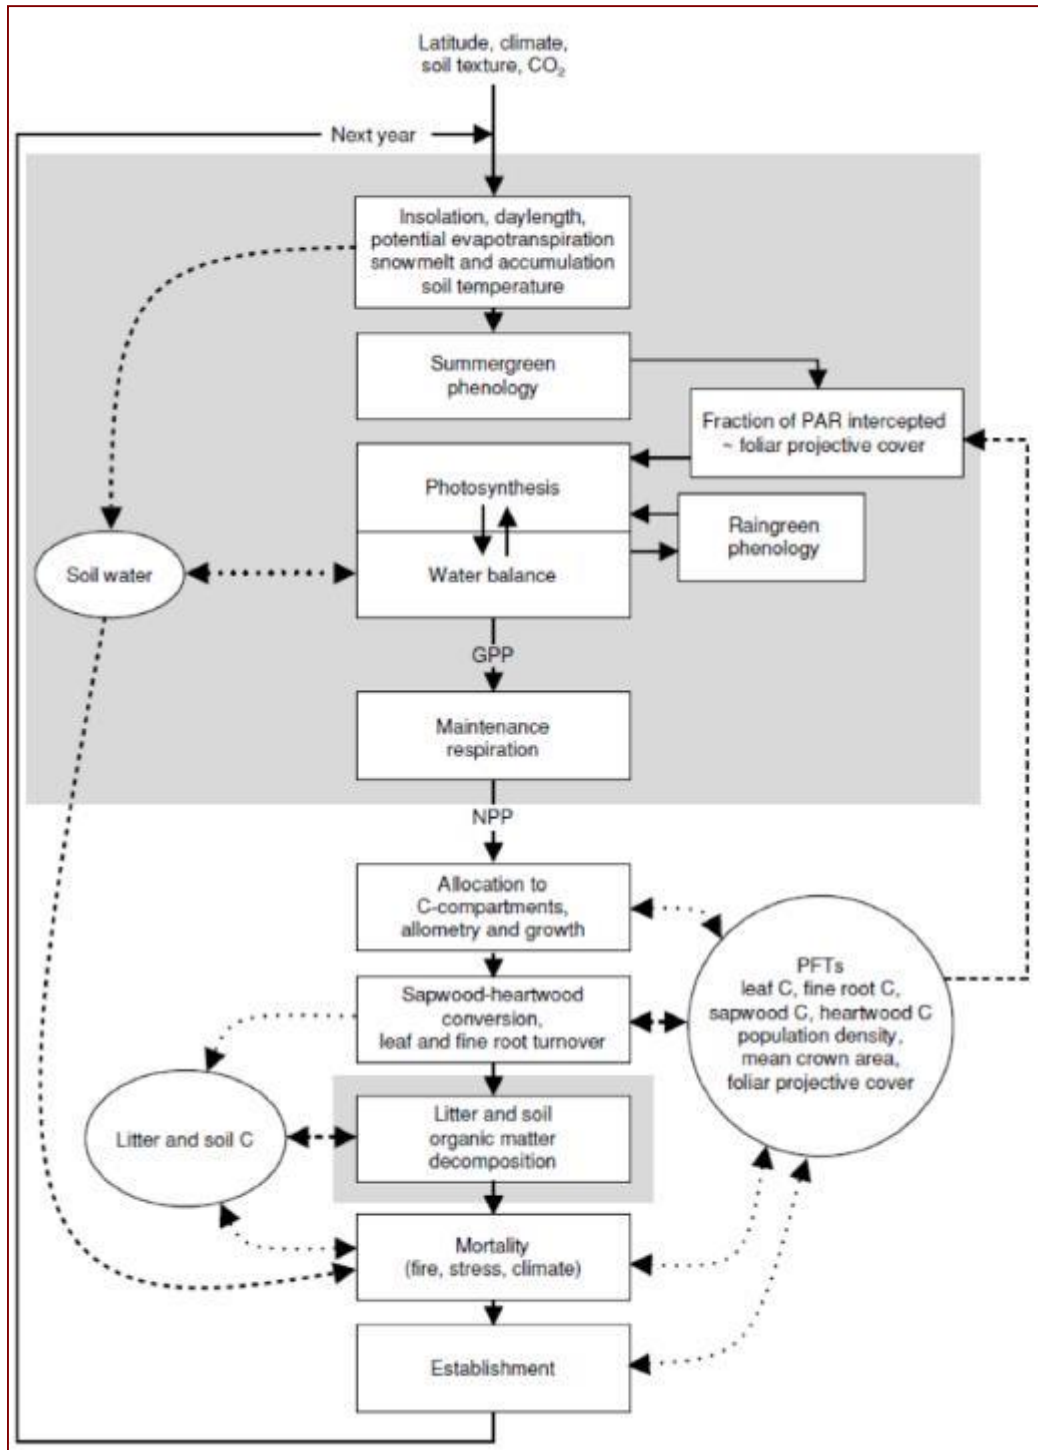 Latitude, climate,
soil texture, CO₂
Next year
Insolation, daylength,
potential evapotranspiration
snowmelt and accumulation
soil temperature
Summergreen
phenology
Fraction of PAR intercepted
~ foliar projective cover
Photosynthesis
Raingreen
phenology
Soil water
Water balance
GPP
Maintenance
respiration
NPP
Allocation to
C-compartments,
allometry and growth
PFTs
leaf C, fine root C,
sapwood C, heartwood C
population density,
mean crown area,
foliar projective cover
Sapwood-heartwood
conversion,
leaf and fine root turnover
Litter and soil C
Litter and soil
organic matter
decomposition
Mortality
(fire, stress, climate)
Establishment